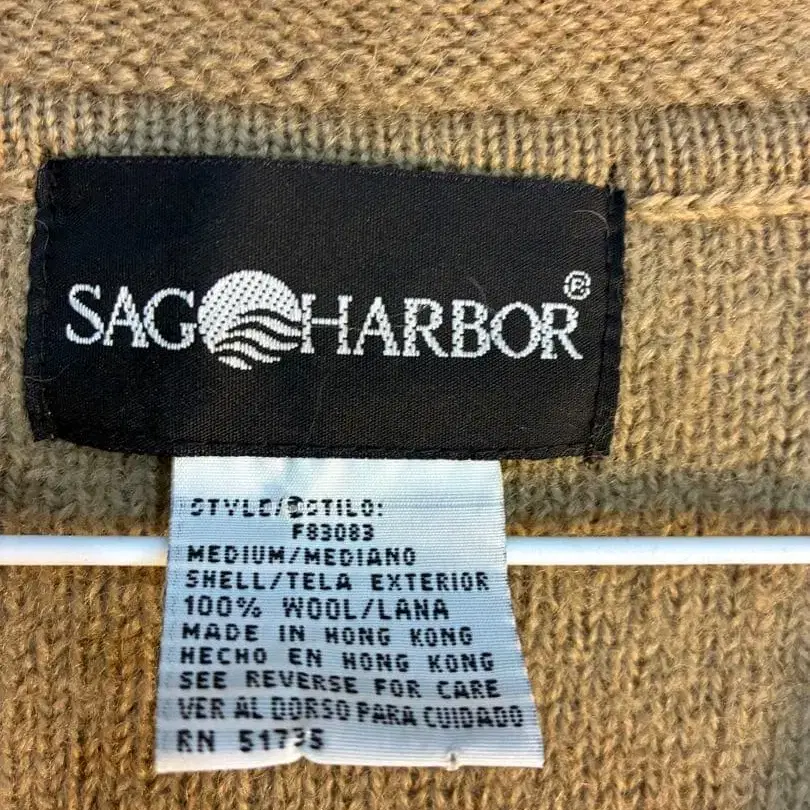 SAG HARBOR®
STYLE/ESTILO:
F83083
MEDIUM/MEDIANO
SHELL/TELA EXTERIOR
100% WOOL/LANA
MADE IN HONG KONG
HECHO EN HONG KONG
SEE REVERSE FOR CARE
VER AL DORSO PARA CUIDADO
RN 51735